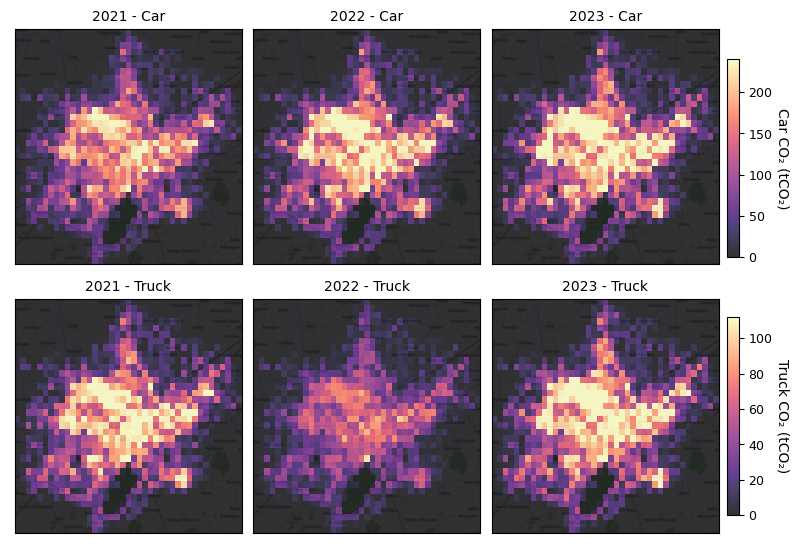 2021 - Car
2022 - Car
2023 - Car
200
150
100
50
0
Car CO₂ (tCO₂)
2021 - Truck
2022 - Truck
2023 - Truck
100
80
60
40
20
0
Truck CO₂ (tCO₂)